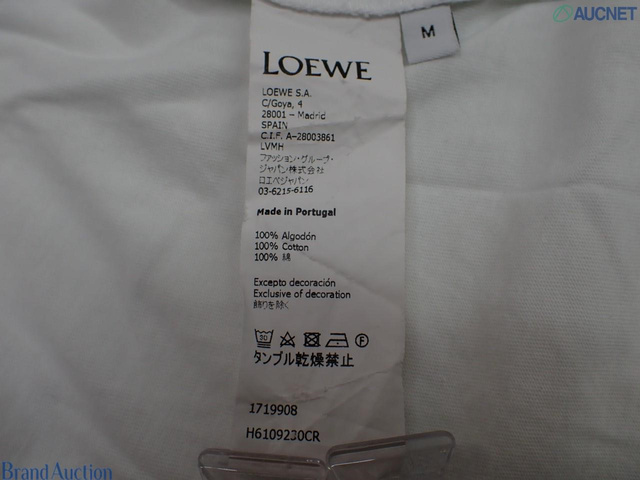 AUCNET
M
LOEWE
LOEWE S.A.
C/Goya, 4
28001 – Madrid
SPAIN
C.I.F. A-28003861
LVMH
ファッション・グループ・
ジャパン株式会社
ロエベジャパン
03-6215-6116
Made in Portugal
100% Algodón
100% Cotton
100% 綿
Excepto decoración
Exclusive of decoration
飾りを除く
30
F
タンブル乾燥禁止
1719908
H6109230CR
Brand Auction